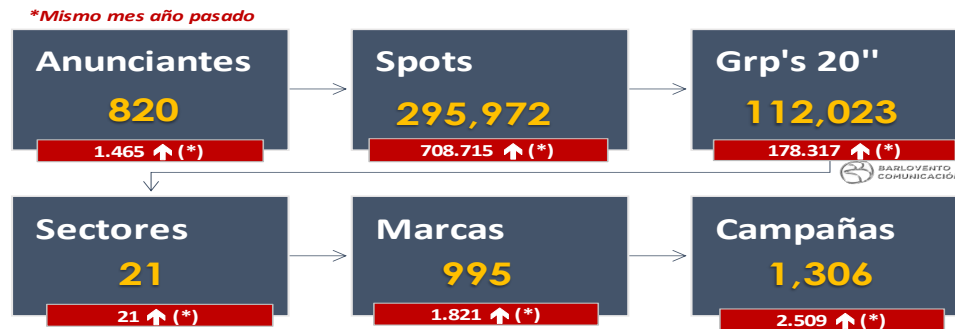 *Mismo mes año pasado
Anunciantes
820
1.465 ↑ (*)
Spots
295,972
708.715 ↑ (*)
Grp's 20"
112,023
178.317 ↑ (*)
BARLOVENTO
COMUNICACIÓN
Sectores
21
21 ↑ (*)
Marcas
995
1.821 ↑ (*)
Campañas
1,306
2.509 ↑ (*)